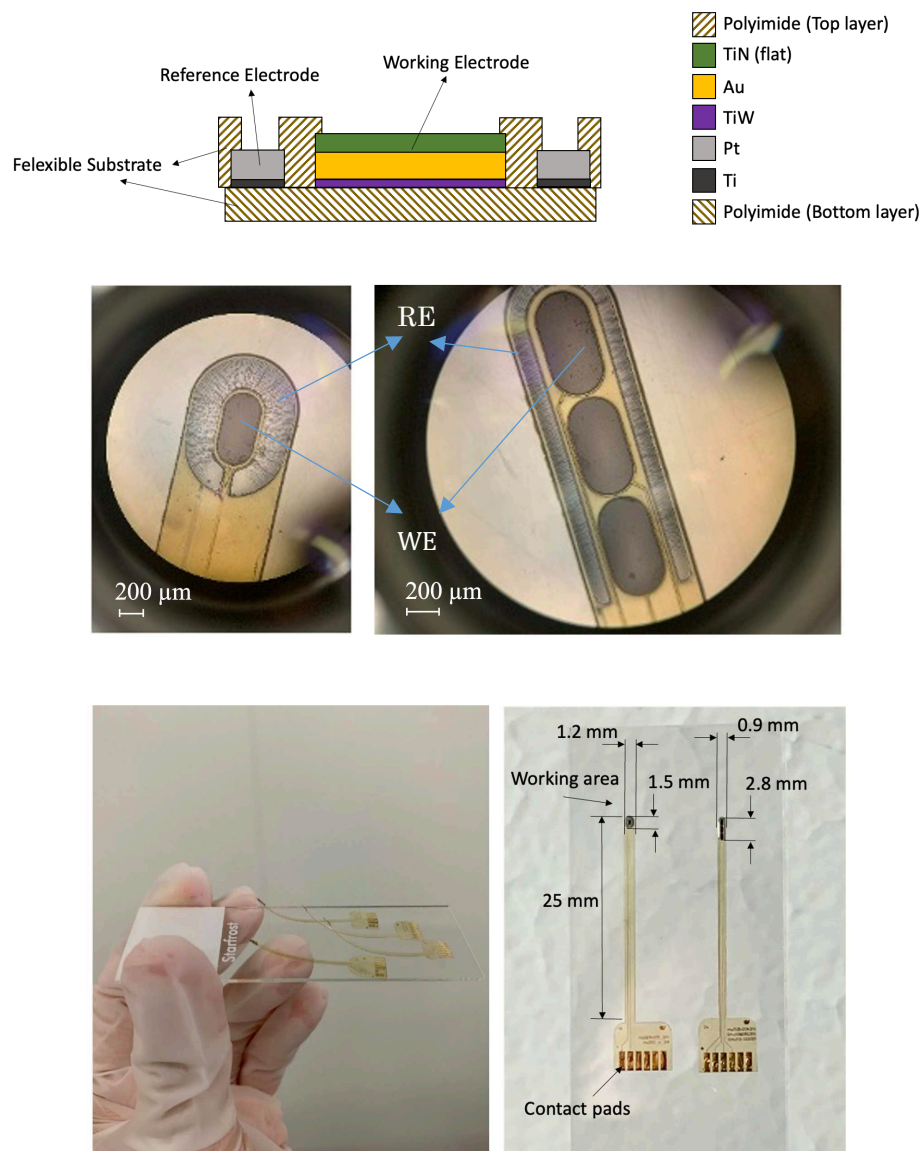 Polyimide (Top layer)
TiN (flat)
Au
TiW
Pt
Ti
Polyimide (Bottom layer)
Reference Electrode
Working Electrode
Felexible Substrate
RE
WE
200 µm
200 µm
Starfrost
1.2 mm
0.9 mm
Working area
1.5 mm
2.8 mm
25 mm
Contact pads